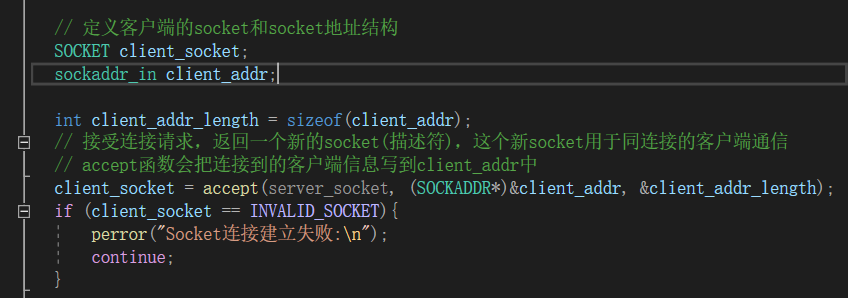 // 定义客户端的socket和socket地址结构
SOCKET client_socket;
sockaddr_in client_addr;
int client_addr_length = sizeof(client_addr);
// 接受连接请求，返回一个新的socket(描述符)，这个新socket用于同连接的客户端通信
// accept函数会把连接到的客户端信息写到client_addr中
client_socket = accept(server_socket, (SOCKADDR*)&client_addr, &client_addr_length);
if (client_socket == INVALID_SOCKET){
perror("Socket连接建立失败:\n");
continue;
}